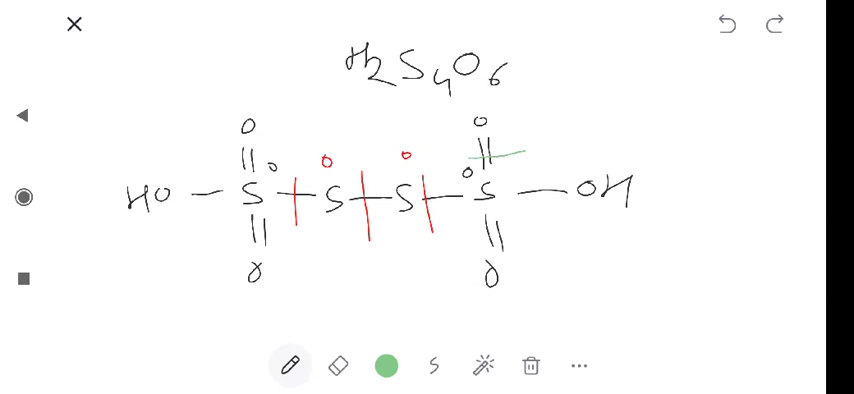 H2S4O6
O O
O O O O
HO - S - S - S - S - OH
O O